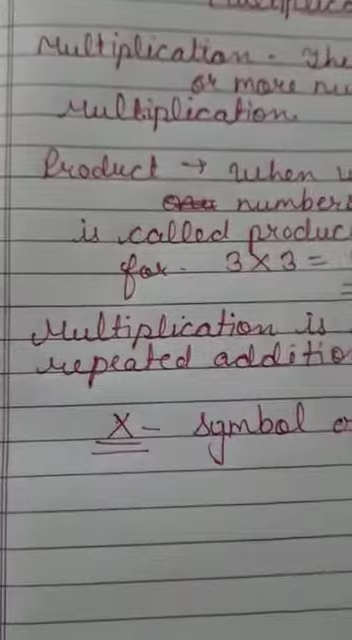 Multiplication - The
or more nu
Multiplication.
Product → When
numbers
is called produc
for - 3 × 3 =
=
Multiplication is
repeated additio
X - symbol o